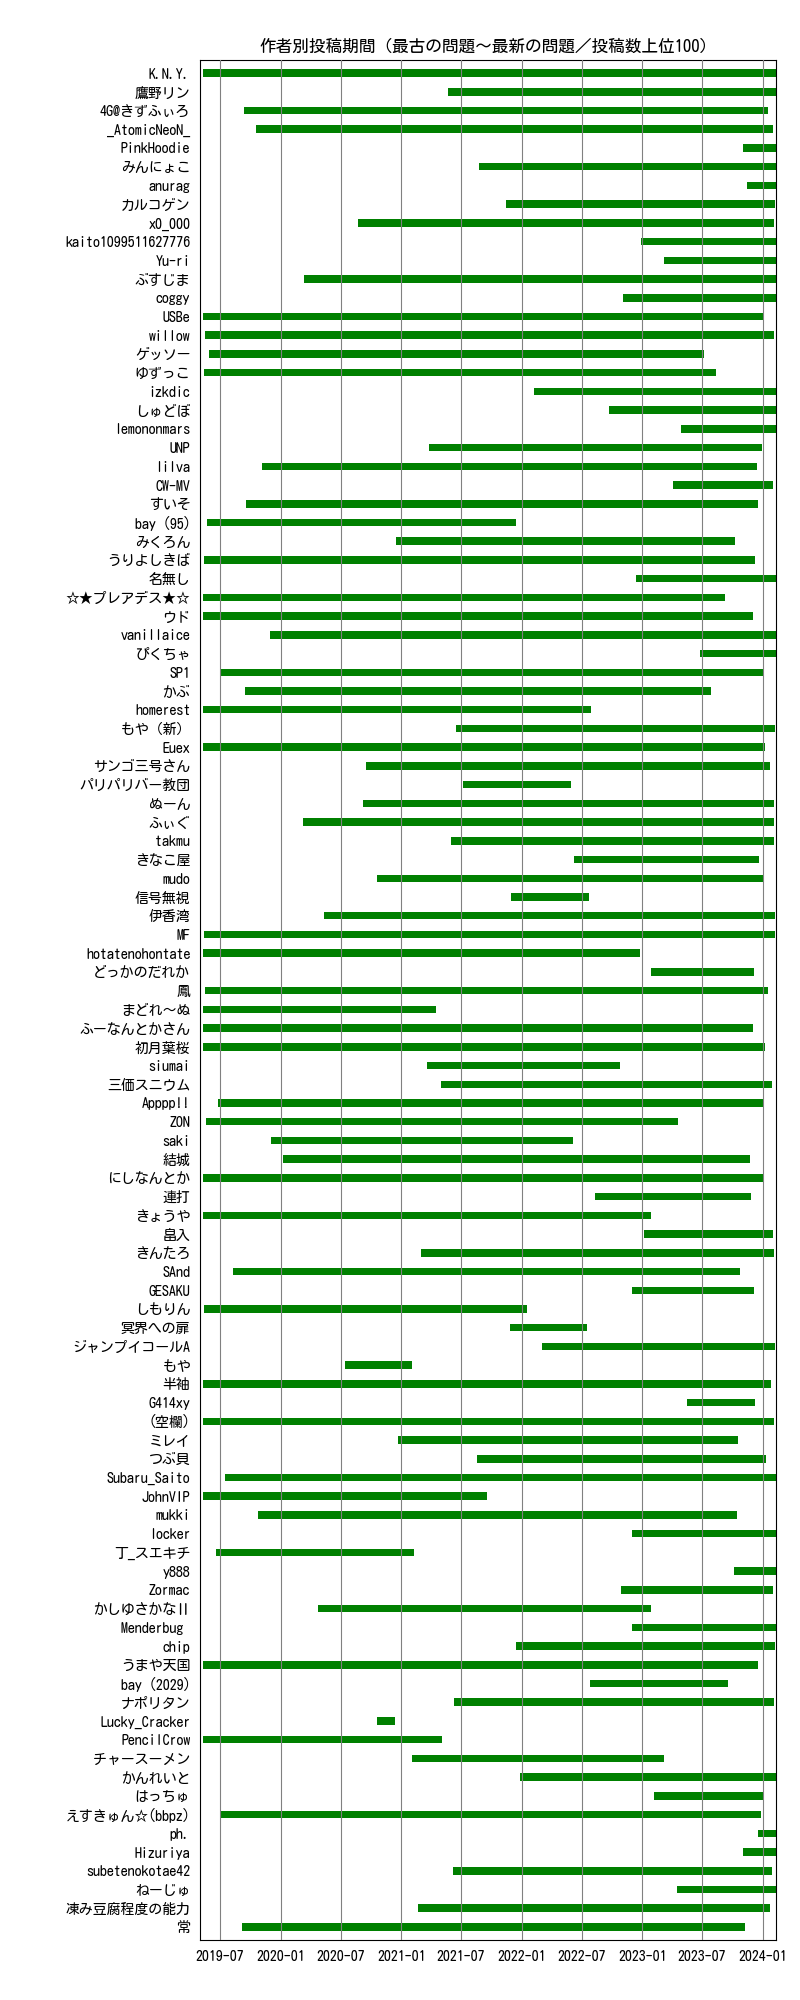 作者別投稿期間（最古の問題～最新の問題／投稿数上位100）
K.N.Y.
鷹野リン
4G@きずふぃろ
_AtomicNeoN_
PinkHoodie
みんにょこ
anurag
カルコゲン
x0_000
kaito1099511627776
Yu-ri
ぶすじま
coggy
USBe
willow
ゲッソー
ゆずっこ
izkdic
しゅどぼ
lemononmars
UNP
lilva
CW-MV
すいそ
bay (95)
みくろん
うりよしきば
名無し
☆★プレアデス★☆
ウド
vanillaice
ぴくちゃ
SP1
かぶ
homerest
もや（新）
Euex
サンゴ三号さん
パリパリバー教団
ぬーん
ふぃぐ
takmu
きなこ屋
mudo
信号無視
伊香湾
MF
hotatenohontate
どっかのだれか
鳳
まどれ～ぬ
ふーなんとかさん
初月葉桜
siumai
三価スニウム
Appppll
ZON
saki
結城
にしなんとか
連打
きょうや
畠入
きんたろ
SAnd
GESAKU
しもりん
冥界への扉
ジャンプイコールA
もや
半袖
G414xy
(空欄)
ミレイ
つぶ貝
Subaru_Saito
JohnVIP
mukki
locker
丁_スエキチ
y888
Zormac
かしゆさかなII
Menderbug
chip
うまや天国
bay (2029)
ナポリタン
Lucky_Cracker
PencilCrow
チャースーメン
かんれいと
はっちゅ
えすきゅん☆(bbpz)
ph.
Hizuriya
subetenokotae42
ねーじゅ
凍み豆腐程度の能力
常
2019-07 2020-01 2020-07 2021-01 2021-07 2022-01 2022-07 2023-01 2023-07 2024-01